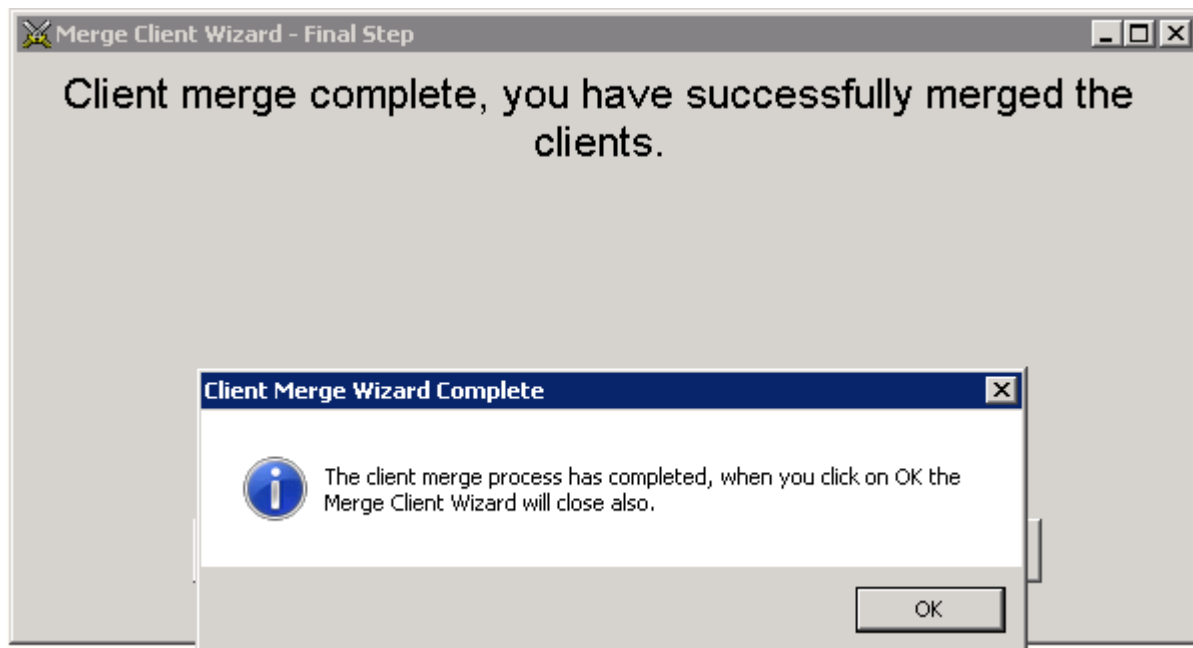 Merge Client Wizard - Final Step
Client merge complete, you have successfully merged the
clients.
Client Merge Wizard Complete
The client merge process has completed, when you click on OK the
Merge Client Wizard will close also.
OK